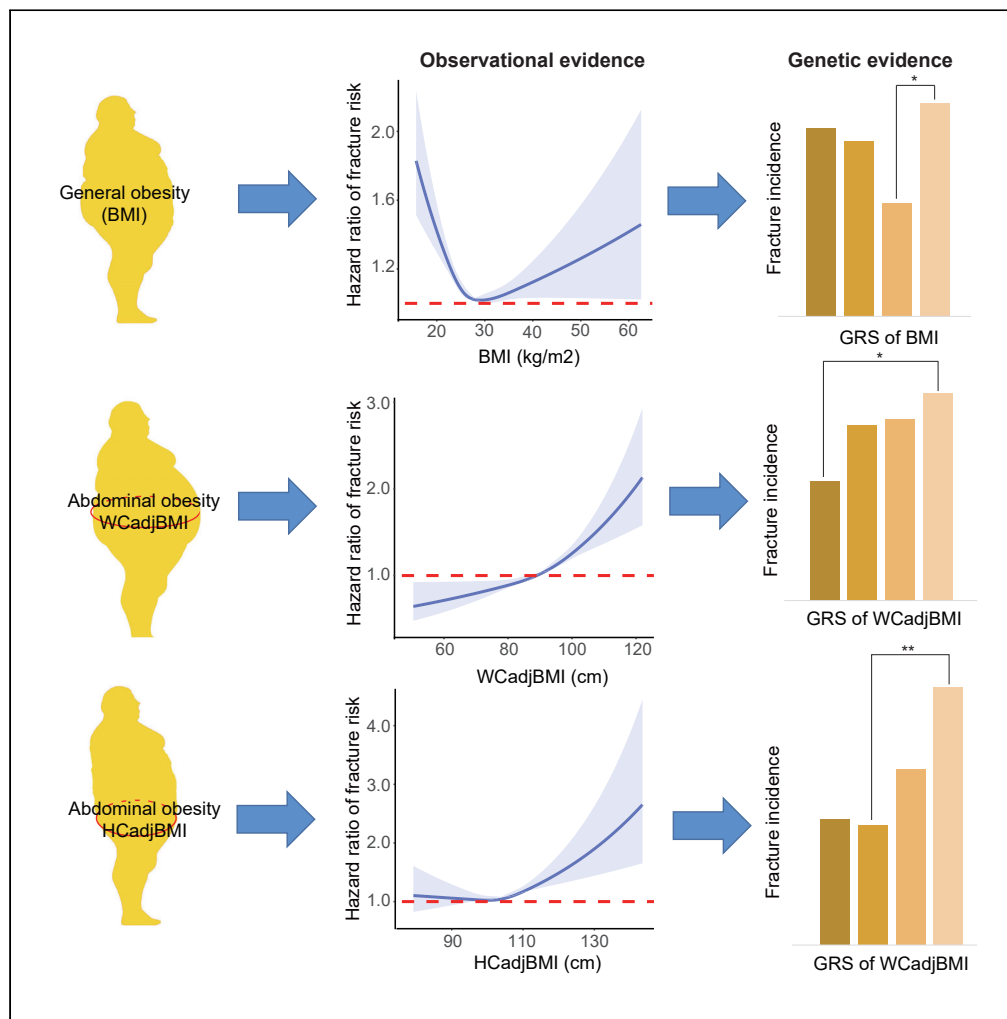 Observational evidence
Genetic evidence
General obesity
(BMI)
Hazard ratio of fracture risk
2.0
1.6
1.2
20
30
40
50
60
BMI (kg/m2)
Fracture incidence
*
GRS of BMI
Abdominal obesity
WCadjBMI
Hazard ratio of fracture risk
3.0
2.0
1.0
60
80
100
120
WCadjBMI (cm)
Fracture incidence
*
GRS of WCadjBMI
Abdominal obesity
HCadjBMI
Hazard ratio of fracture risk
4.0
3.0
2.0
1.0
90
110
130
HCadjBMI (cm)
Fracture incidence
**
GRS of WCadjBMI